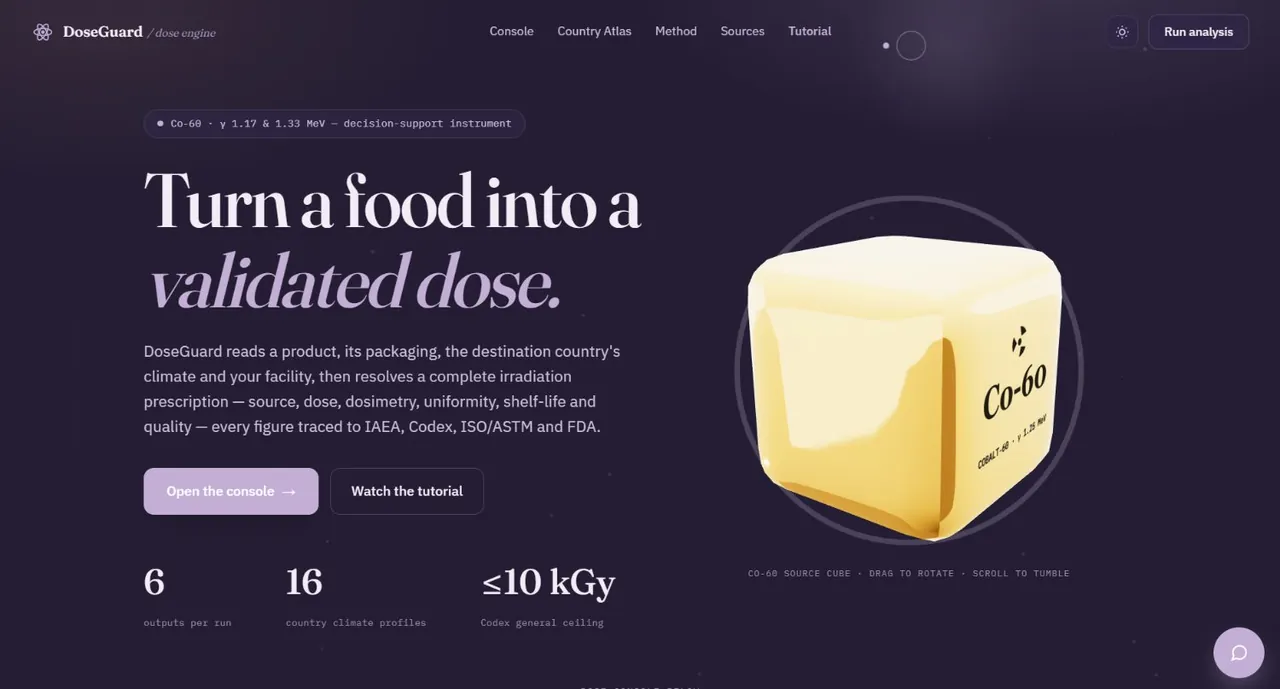 DoseGuard / dose engine
Console
Country Atlas
Method
Sources
Tutorial
Run analysis
Co-60 · γ 1.17 & 1.33 MeV — decision-support instrument
Turn a food into a
validated dose.
DoseGuard reads a product, its packaging, the destination country's
climate and your facility, then resolves a complete irradiation
prescription — source, dose, dosimetry, uniformity, shelf-life and
quality — every figure traced to IAEA, Codex, ISO/ASTM and FDA.
Open the console →
Watch the tutorial
6
outputs per run
16
country climate profiles
≤10 kGy
Codex general ceiling
Co-60
COBALT-60 · γ 1.25 MeV
CO-60 SOURCE CUBE · DRAG TO ROTATE · SCROLL TO TUMBLE